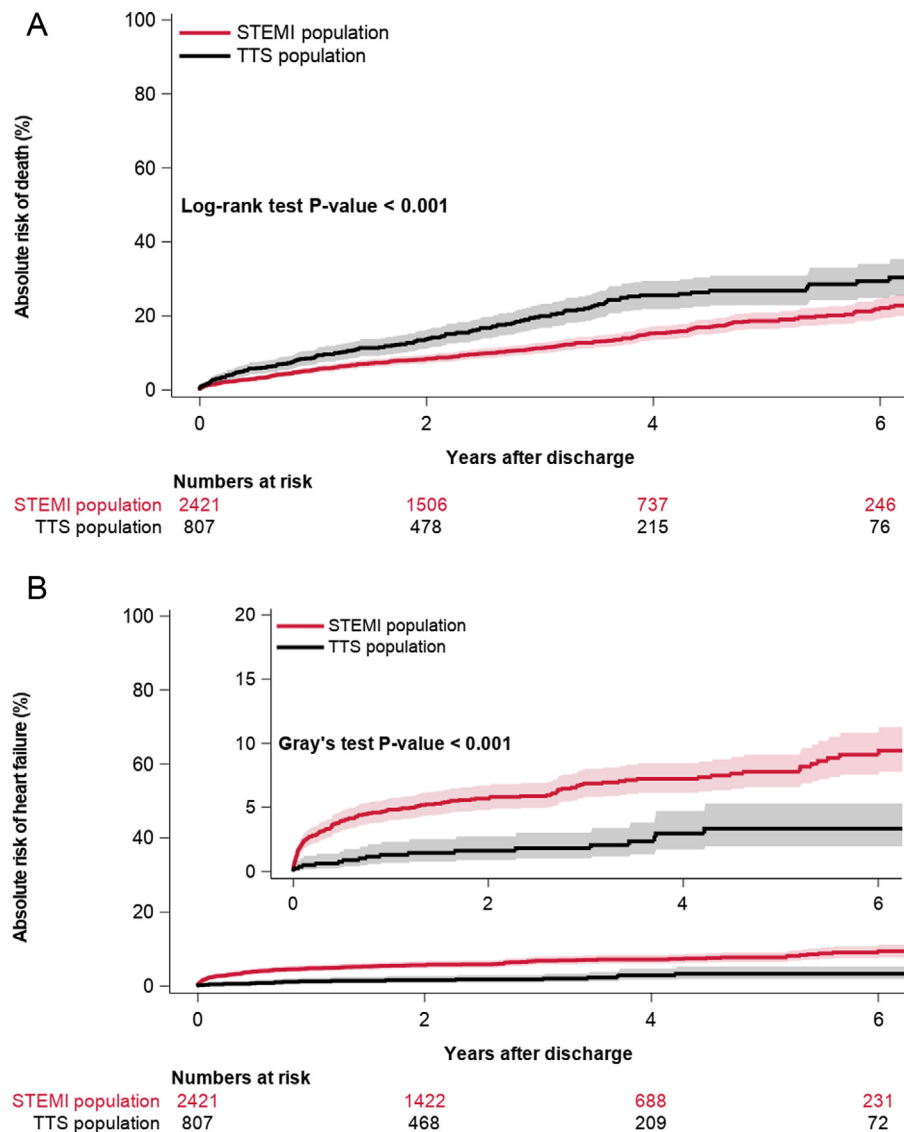 A
STEMI population
TTS population
Absolute risk of death (%)
100
80
60
40
20
0
Log-rank test P-value < 0.001
0 2 4 6
Years after discharge
Numbers at risk
STEMI population 2421 1506 737 246
TTS population 807 478 215 76
B
Absolute risk of heart failure (%)
100
80
60
40
20
0
20
15
10
5
0
STEMI population
TTS population
Gray's test P-value < 0.001
0 2 4 6
0 2 4 6
Years after discharge
Numbers at risk
STEMI population 2421 1422 688 231
TTS population 807 468 209 72